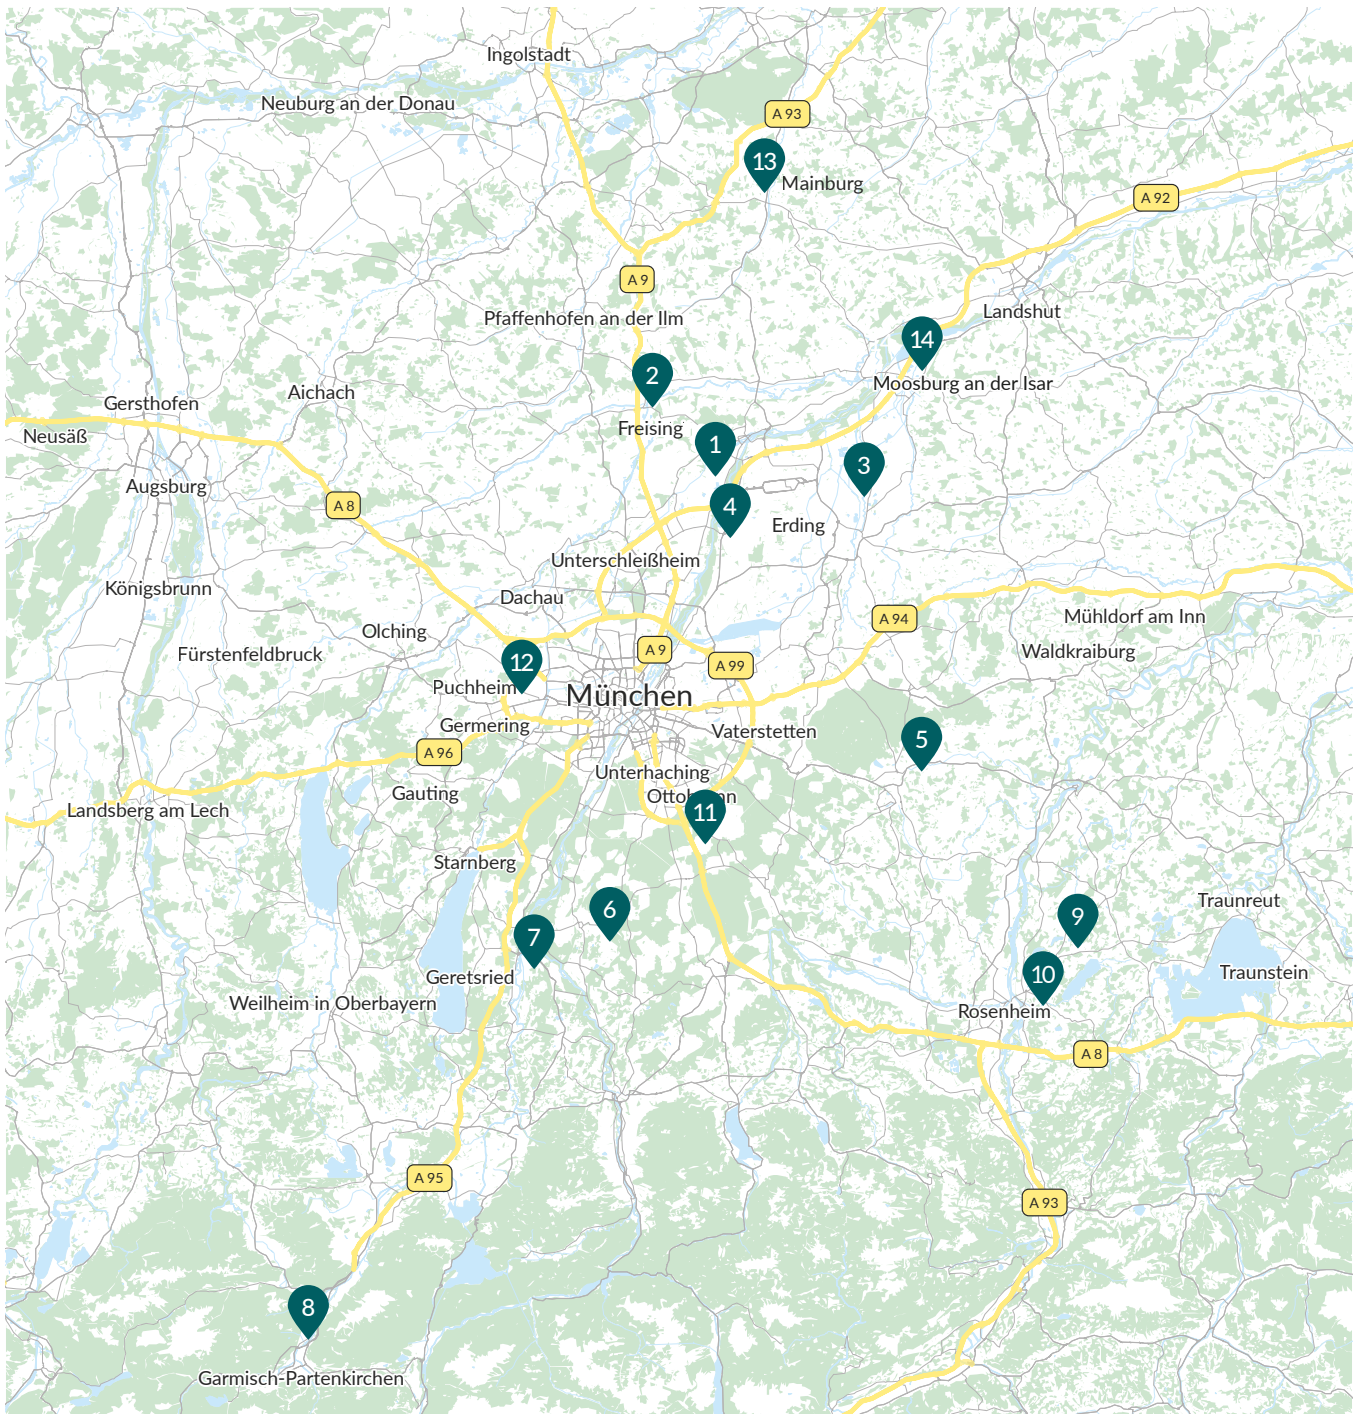 Ingolstadt
Neuburg an der Donau
A 93
13
Mainburg
A 92
A 9
Landshut
Pfaffenhofen an der Ilm
14
2
Moosburg an der Isar
Aichach
Gersthofen
Freising
Neusäß
1
3
Augsburg
A 8
4
Erding
Unterschleißheim
Königsbrunn
Dachau
Mühldorf am Inn
A 94
Olching
Fürstenfeldbruck
A 9
Waldkraiburg
12
A 99
Puchheim
München
Germering
Vaterstetten
5
A 96
Unterhaching
Gauting
11
Landsberg am Lech
Starnberg
Traunreut
6
9
7
Geretsried
10
Traunstein
Weilheim in Oberbayern
Rosenheim
A 8
A 95
A 93
8
Garmisch-Partenkirchen